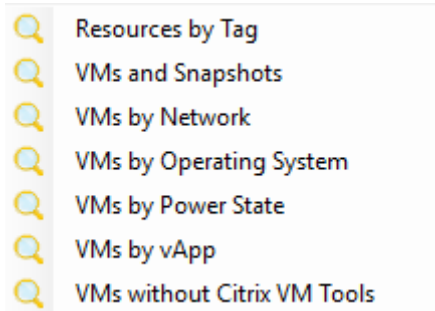 Resources by Tag
VMs and Snapshots
VMs by Network
VMs by Operating System
VMs by Power State
VMs by vApp
VMs without Citrix VM Tools